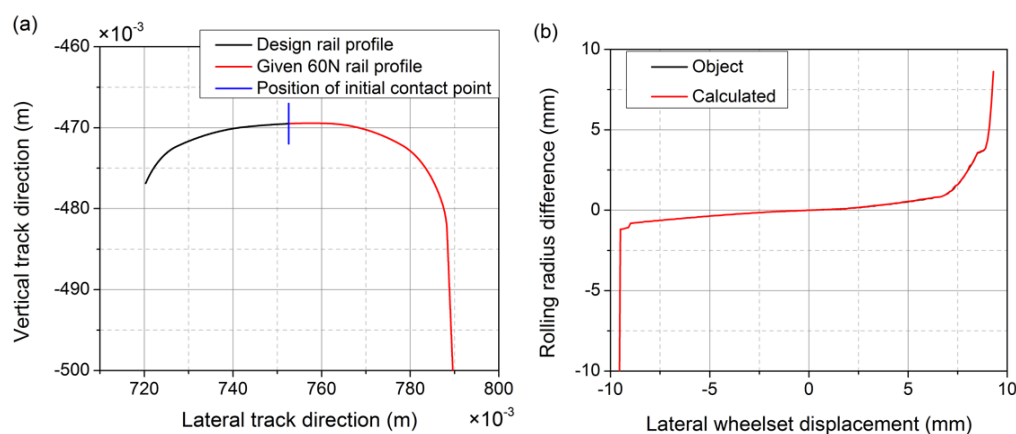 (a)
×10⁻³
-460
-470
-480
-490
-500
Vertical track direction (m)
Design rail profile
Given 60N rail profile
Position of initial contact point
720
740
760
780
800
Lateral track direction (m)
×10⁻³
(b)
10
5
0
-5
-10
Rolling radius difference (mm)
Object
Calculated
-10
-5
0
5
10
Lateral wheelset displacement (mm)